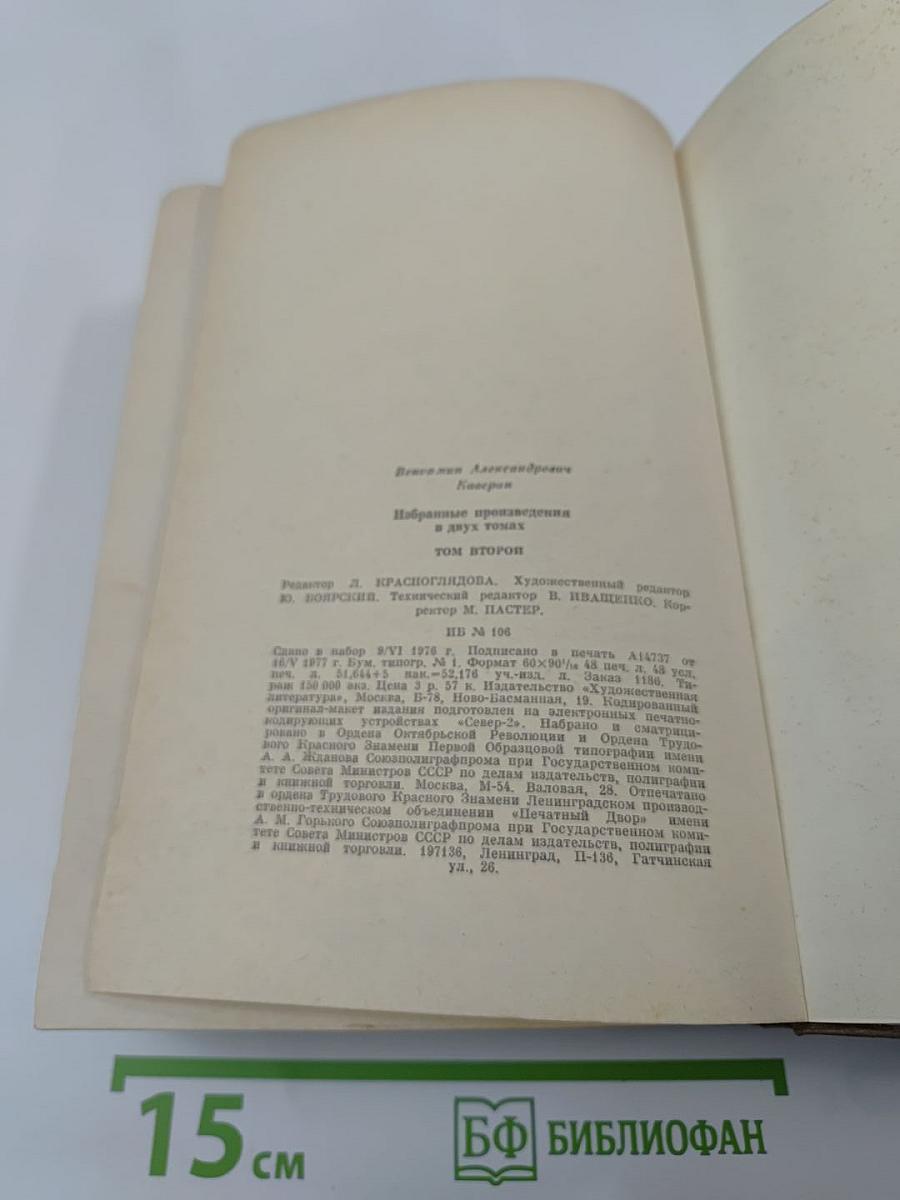 Вениамин Александрович
Каверин
Избранные произведения
в двух томах
ТОМ ВТОРОЙ
Редактор Л. КРАСНОГЛЯДОВА. Художественный редактор
Ю. БОЯРСКИЙ. Технический редактор В. ИВАЩЕНКО. Кор-
ректор М. ПАСТЕР.
ИБ № 106
Сдано в набор 9/VI 1976 г. Подписано в печать А14737 от
16/V 1977 г. Бум. типогр. № 1. Формат 60×90¹/₁₆ 48 печ. л. 48 усл.
печ. л. 51,644+5 нак.=52,176 уч.-изд. л. Заказ 1186. Ти-
раж 150 000 экз. Цена 3 р. 57 к. Издательство «Художественная
литература», Москва, Б-78, Ново-Басманная, 19. Кодированный
оригинал-макет издания подготовлен на электронных печатно-
кодирующих устройствах «Север-2». Набрано и сматрици-
ровано в Ордена Октябрьской Революции и Ордена Трудо-
вого Красного Знамени Первой Образцовой типографии имени
А. А. Жданова Союзполиграфпрома при Государственном коми-
тете Совета Министров СССР по делам издательств, полиграфии
и книжной торговли. Москва, М-54. Валовая, 28. Отпечатано
в ордена Трудового Красного Знамени Ленинградском производ-
ственно-техническом объединении «Печатный Двор» имени
А. М. Горького Союзполиграфпрома при Государственном коми-
тете Совета Министров СССР по делам издательств, полиграфии
и книжной торговли. 197136, Ленинград, П-136, Гатчинская
ул., 26.
15 см
БФ БИБЛИОФАН